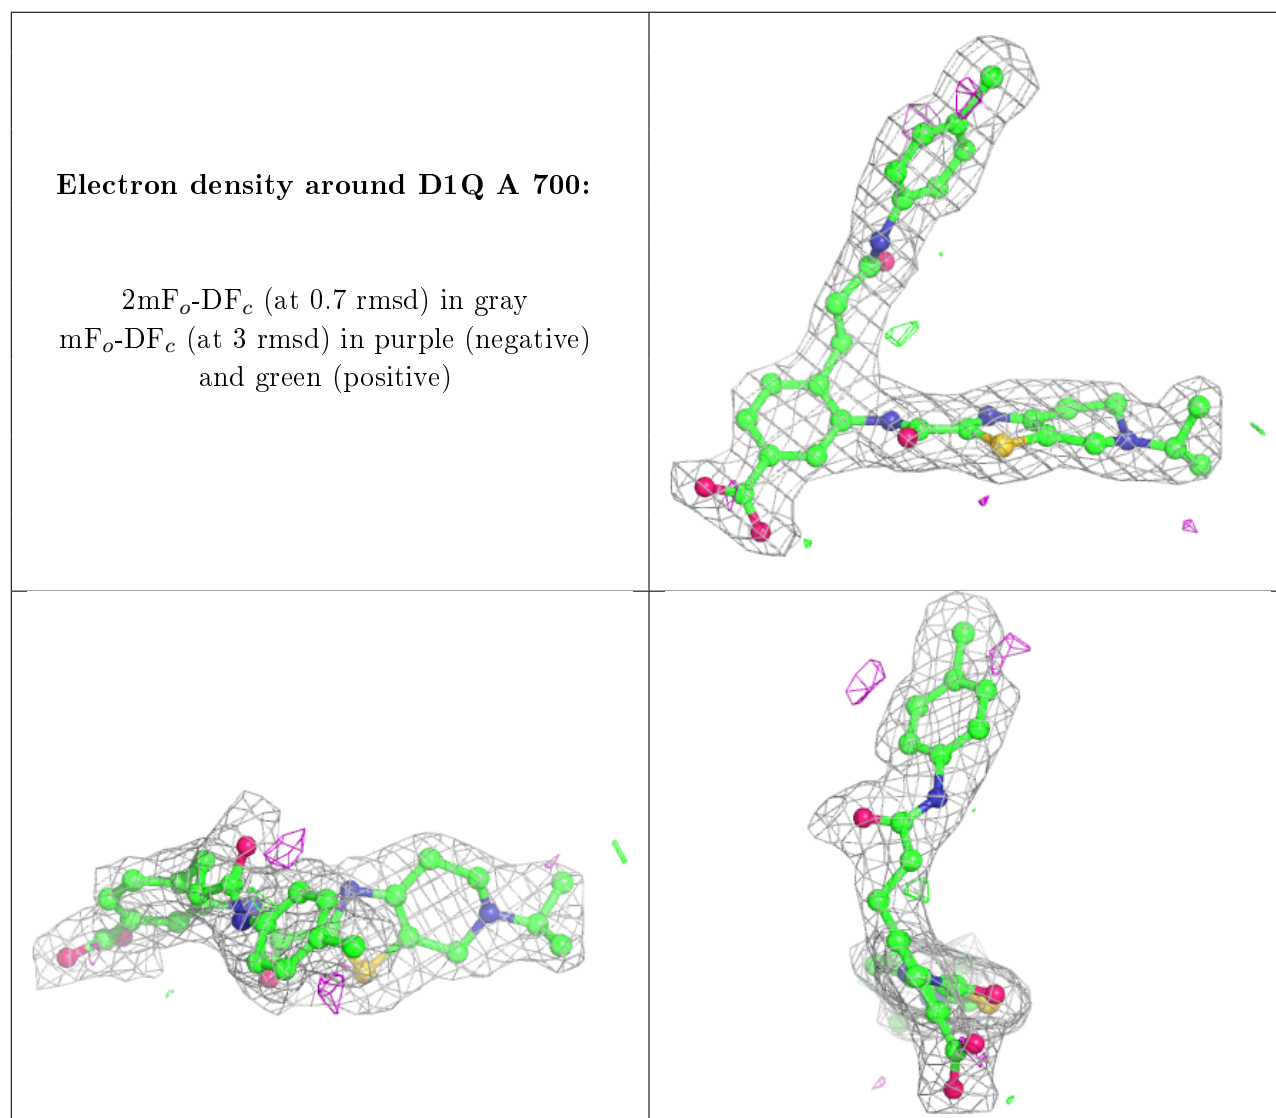 Electron density around D1Q A 700:
2mFo-DFc (at 0.7 rmsd) in gray
mFo-DFc (at 3 rmsd) in purple (negative)
and green (positive)